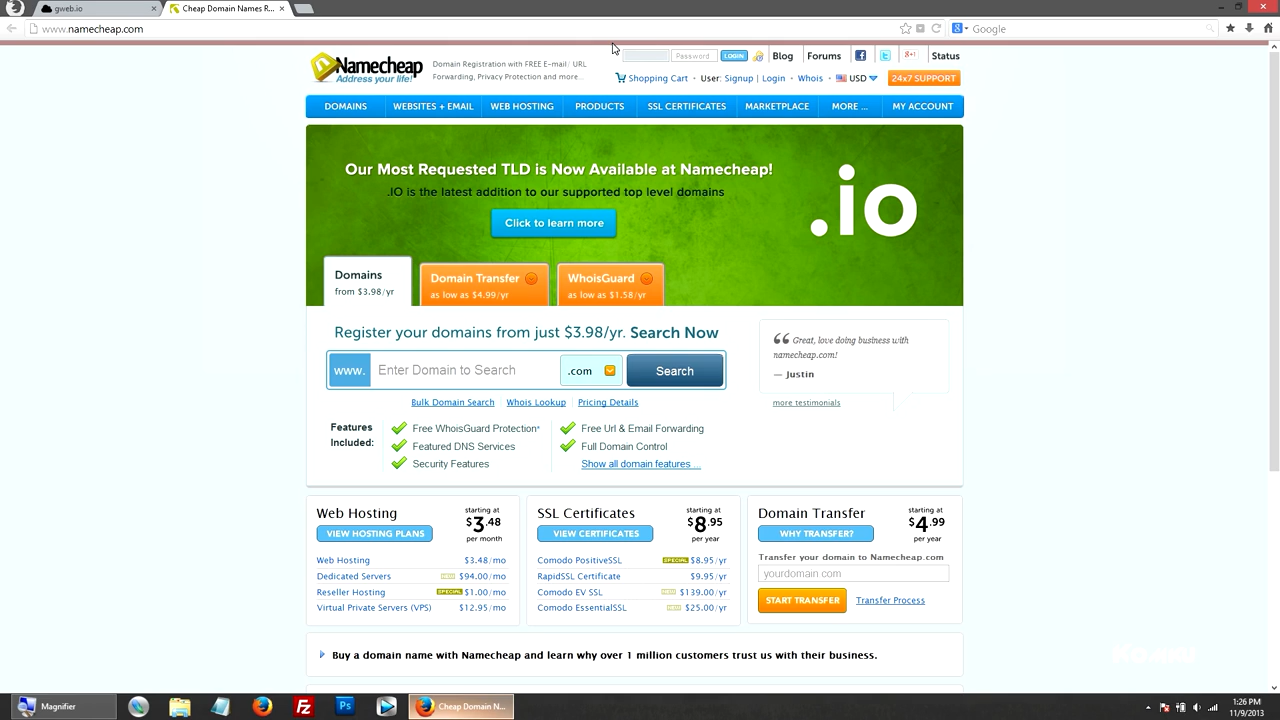 gweb.io
Cheap Domain Names R...
www.namecheap.com
Google
Namecheap
Address your life!
Domain Registration with FREE E-mail/ URL
Forwarding, Privacy Protection and more...
Password
LOGIN
Blog
Forums
Status
Shopping Cart
User: Signup | Login
Whois
USD
24x7 SUPPORT
DOMAINS
WEBSITES + EMAIL
WEB HOSTING
PRODUCTS
SSL CERTIFICATES
MARKETPLACE
MORE ...
MY ACCOUNT
Our Most Requested TLD is Now Available at Namecheap!
.IO is the latest addition to our supported top level domains
Click to learn more
.io
Domains
from $3.98/yr
Domain Transfer
as low as $4.99/yr
WhoisGuard
as low as $1.58/yr
Register your domains from just $3.98/yr. Search Now
www.
Enter Domain to Search
.com
Search
Bulk Domain Search
Whois Lookup
Pricing Details
Features
Included:
Free WhoisGuard Protection*
Featured DNS Services
Security Features
Free Url & Email Forwarding
Full Domain Control
Show all domain features ...
Great, love doing business with
namecheap.com!
— Justin
more testimonials
Web Hosting
starting at
$3.48
per month
VIEW HOSTING PLANS
Web Hosting $3.48/mo
Dedicated Servers $94.00/mo
Reseller Hosting SPECIAL $1.00/mo
Virtual Private Servers (VPS) $12.95/mo
SSL Certificates
starting at
$8.95
per year
VIEW CERTIFICATES
Comodo PositiveSSL SPECIAL $8.95/yr
RapidSSL Certificate $9.95/yr
Comodo EV SSL $139.00/yr
Comodo EssentialSSL $25.00/yr
Domain Transfer
starting at
$4.99
per year
WHY TRANSFER?
Transfer your domain to Namecheap.com
yourdomain.com
START TRANSFER
Transfer Process
Buy a domain name with Namecheap and learn why over 1 million customers trust us with their business.
Magnifier
Cheap Domain N...
1:26 PM
11/9/2013